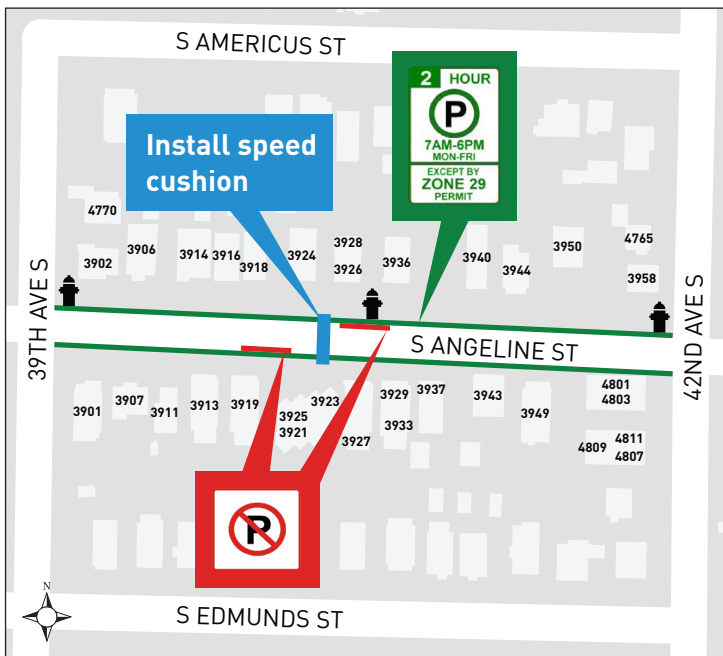 S AMERICUS ST
2 HOUR
P
7AM-6PM
MON-FRI
EXCEPT BY
ZONE 29
PERMIT
Install speed
cushion
4770
3902
3906
3914
3916
3918
3924
3928
3926
3936
3940
3944
3950
4765
3958
39TH AVE S
S ANGELINE ST
42ND AVE S
3901
3907
3911
3913
3919
3925
3921
3923
3927
3929
3933
3937
3943
3949
4801
4803
4809
4811
4807
P
N
S EDMUNDS ST